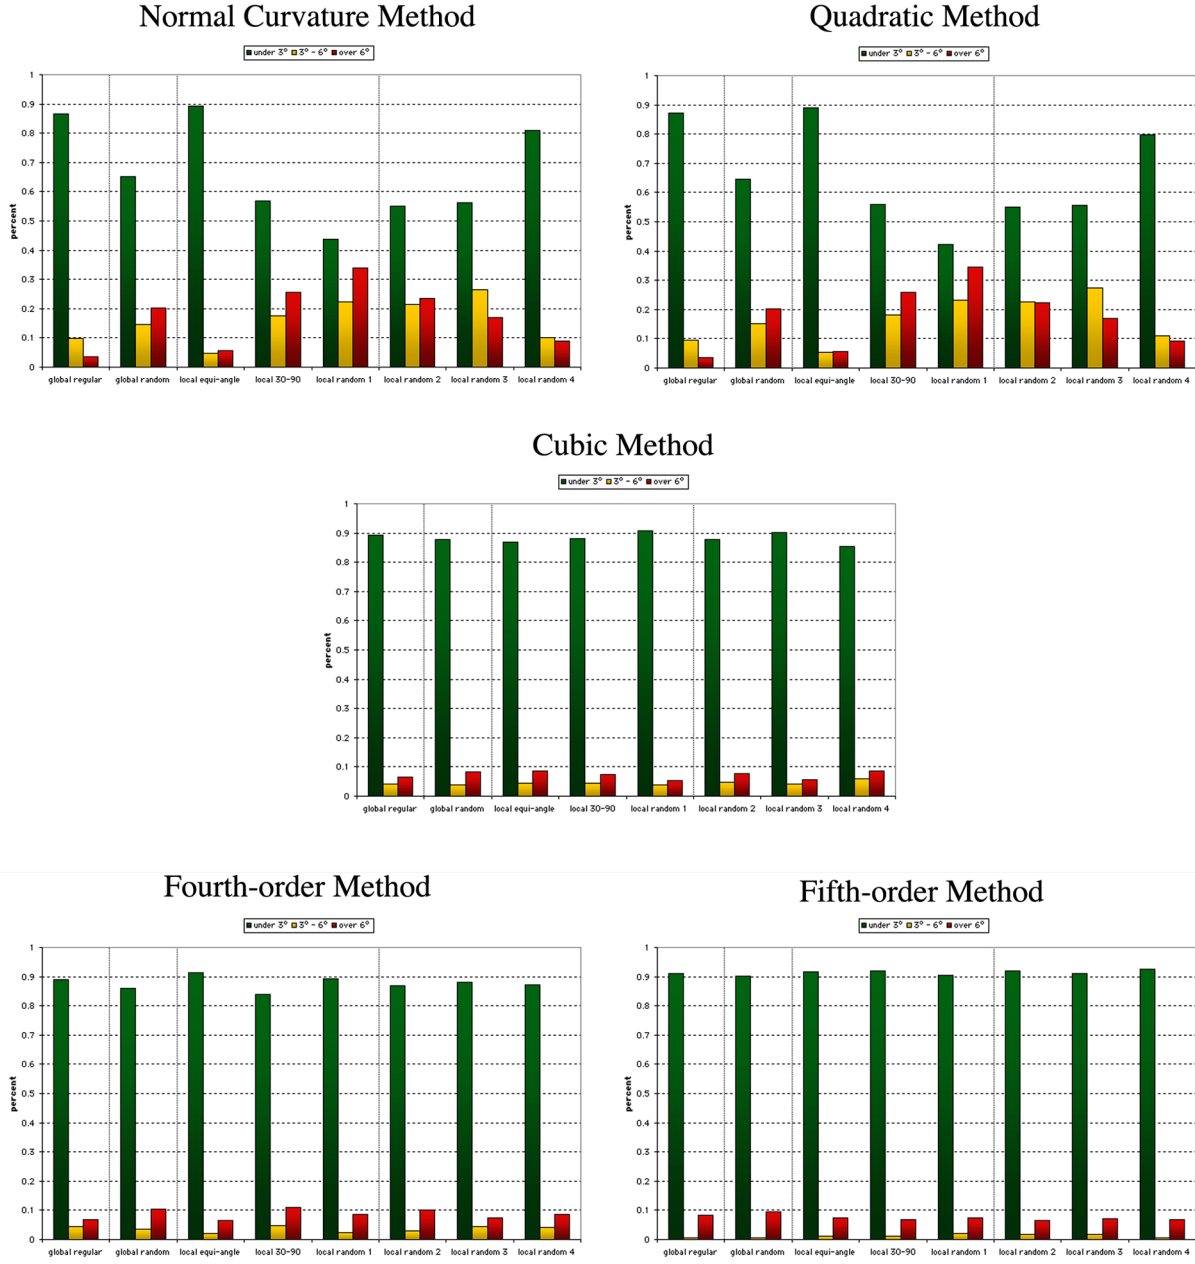 Normal Curvature Method
under 3° 3° - 6° over 6°
1
0.9
0.8
0.7
0.6
0.5
0.4
0.3
0.2
0.1
0
percent
global regular global random local equi-angle local 30-90 local random 1 local random 2 local random 3 local random 4
Quadratic Method
under 3° 3° - 6° over 6°
1
0.9
0.8
0.7
0.6
0.5
0.4
0.3
0.2
0.1
0
percent
global regular global random local equi-angle local 30-90 local random 1 local random 2 local random 3 local random 4
Cubic Method
under 3° 3° - 6° over 6°
1
0.9
0.8
0.7
0.6
0.5
0.4
0.3
0.2
0.1
0
percent
global regular global random local equi-angle local 30-90 local random 1 local random 2 local random 3 local random 4
Fourth-order Method
under 3° 3° - 6° over 6°
1
0.9
0.8
0.7
0.6
0.5
0.4
0.3
0.2
0.1
0
percent
global regular global random local equi-angle local 30-90 local random 1 local random 2 local random 3 local random 4
Fifth-order Method
under 3° 3° - 6° over 6°
1
0.9
0.8
0.7
0.6
0.5
0.4
0.3
0.2
0.1
0
percent
global regular global random local equi-angle local 30-90 local random 1 local random 2 local random 3 local random 4